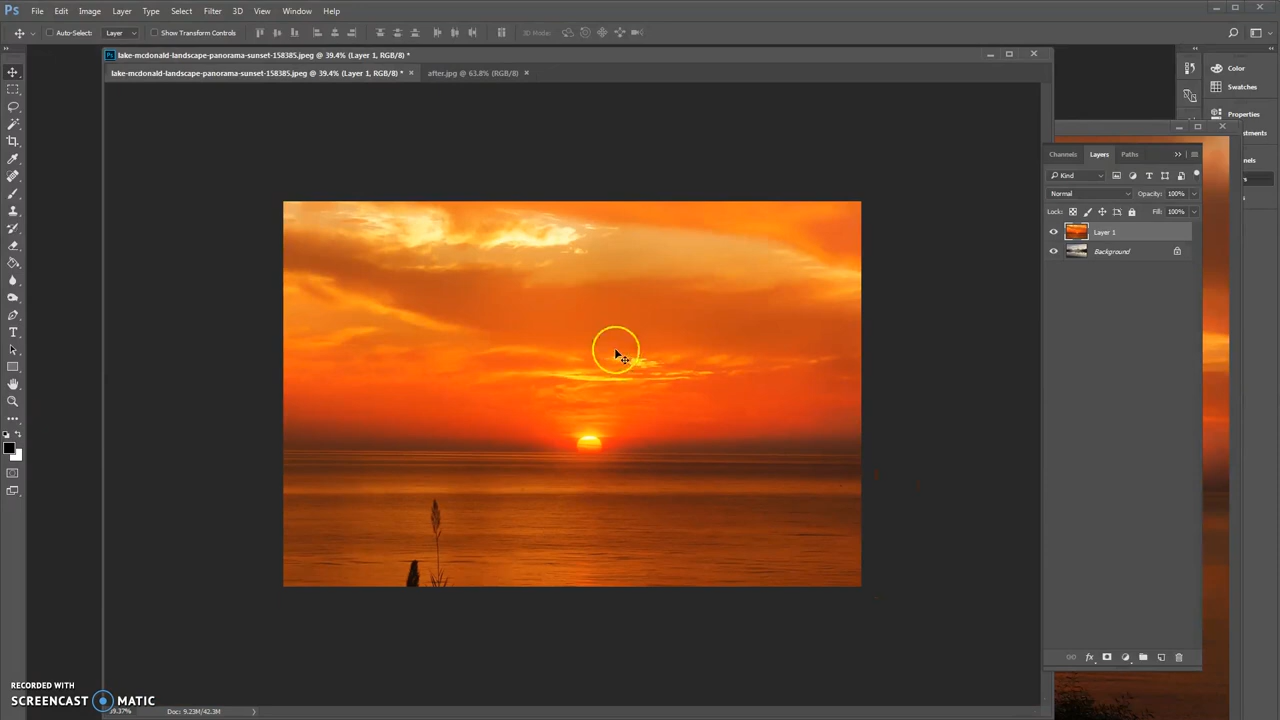 Ps File Edit Image Layer Type Select Filter 3D View Window Help
Auto-Select: Layer Show Transform Controls 3D Mode:
lake-mcdonald-landscape-panorama-sunset-158385.jpeg @ 39.4% (Layer 1, RGB/8) *
lake-mcdonald-landscape-panorama-sunset-158385.jpeg @ 39.4% (Layer 1, RGB/8) * × after.jpg @ 63.8% (RGB/8) ×
Color
Swatches
Properties
Channels Layers Paths
Kind
Normal Opacity: 100%
Lock: Fill: 100%
Layer 1
Background
RECORDED WITH
SCREENCAST MATIC
Doc: 9.23M/42.3M